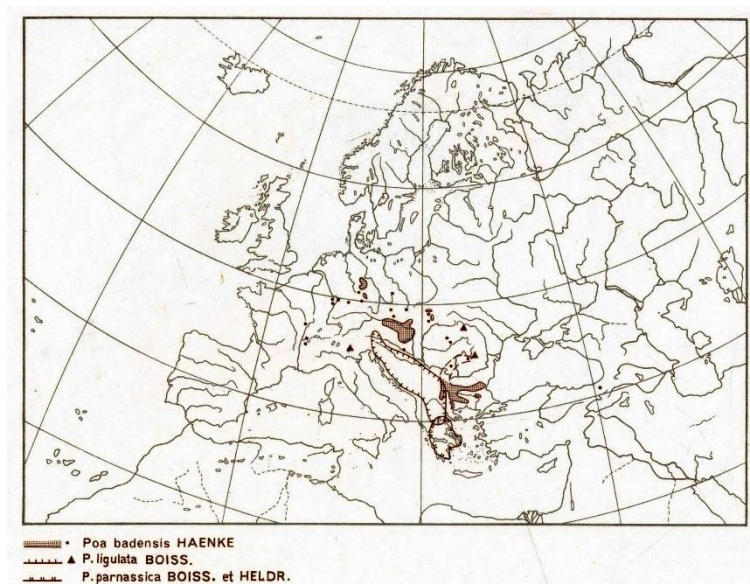 Poa badensis HAENKE
P. ligulata BOISS.
P. parnassica BOISS. et HELDR.